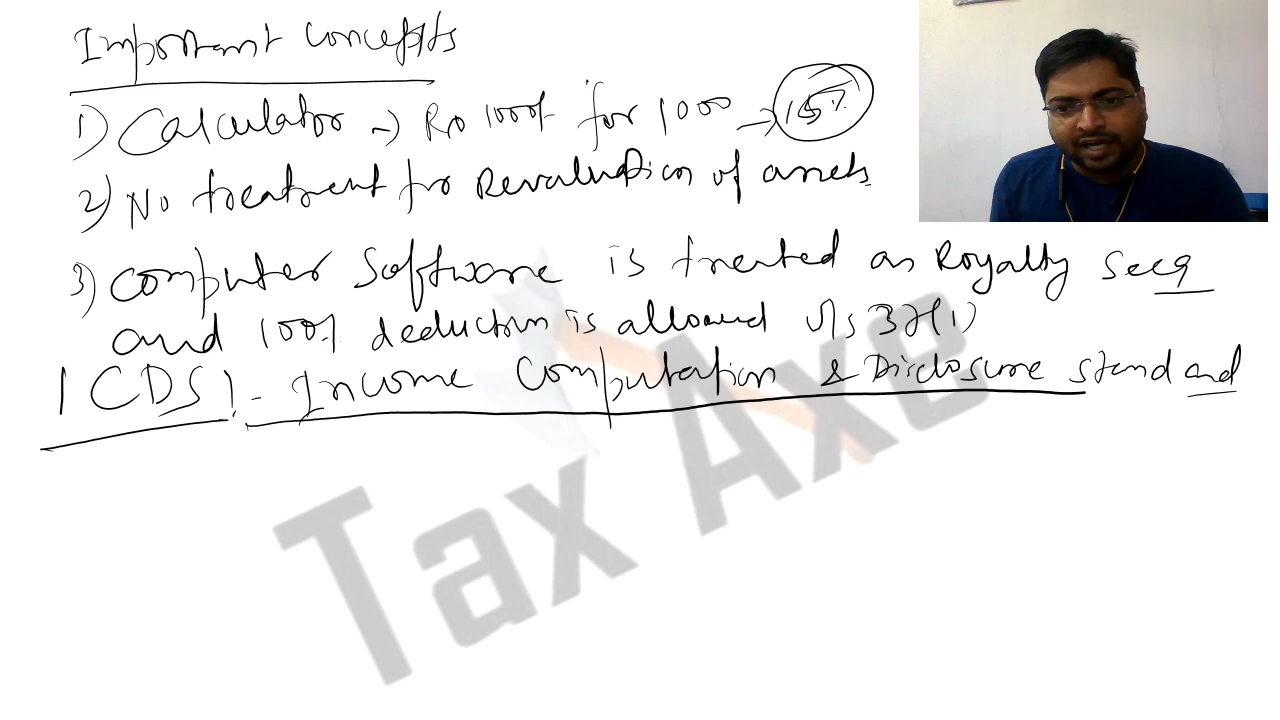 Important concepts
1) Calculator → Rs 100/- for 1000 → 15%
2) No treatment for Revaluation of assets
3) Computer Software is treated as Royalty Sec 9
and 100% deduction is allowed u/s 37(1)
ICDS! - Income Computation & Disclosure Standard
Tax Axe